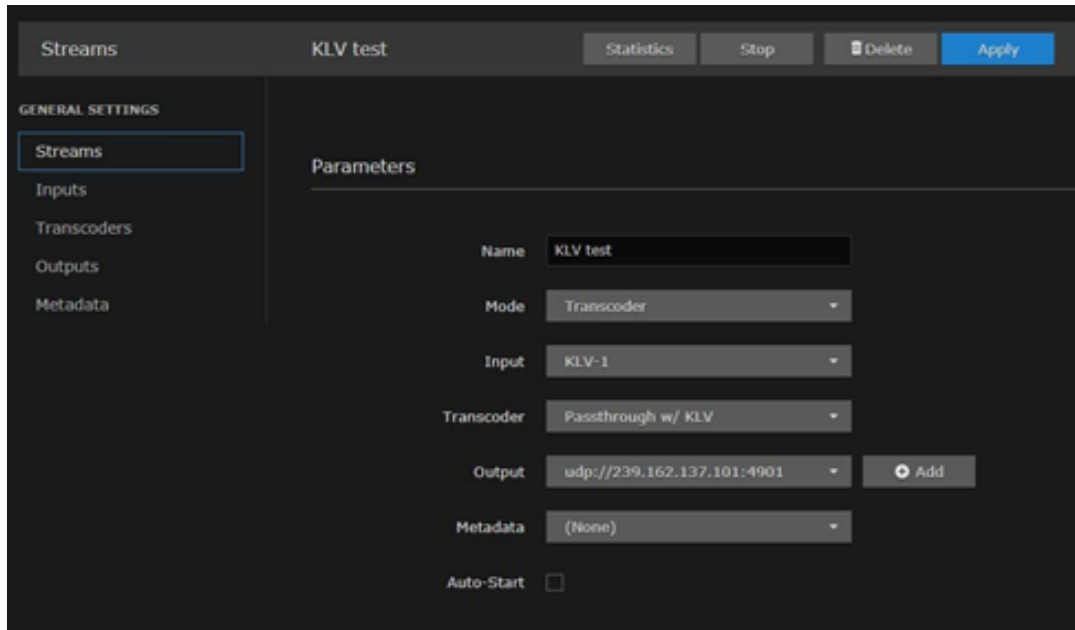 Streams KLV test Statistics Stop Delete Apply
GENERAL SETTINGS
Streams
Inputs
Transcoders
Outputs
Metadata
Parameters
Name KLV test
Mode Transcoder
Input KLV-1
Transcoder Passthrough w/ KLV
Output udp://239.162.137.101:4901 Add
Metadata (None)
Auto-Start